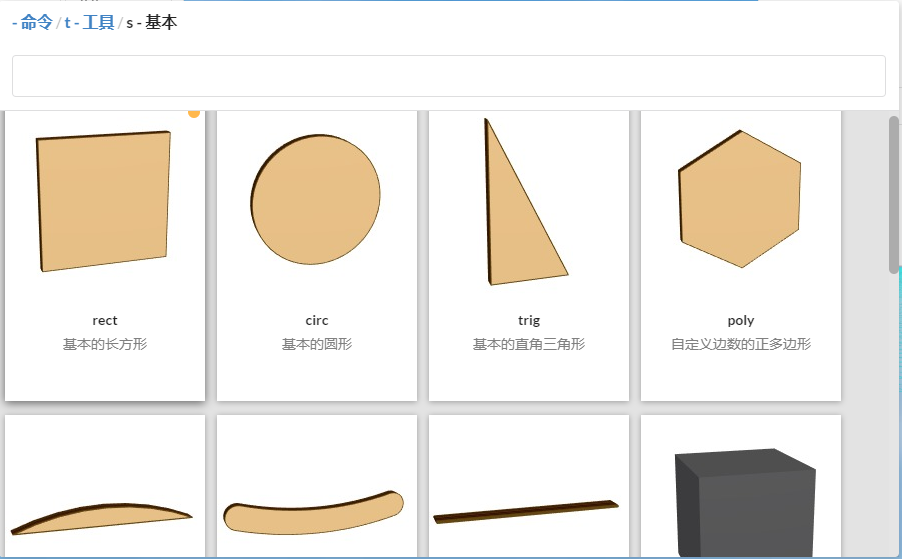 - 命令 / t - 工具 / s - 基本
rect
基本的长方形
circ
基本的圆形
trig
基本的直角三角形
poly
自定义边数的正多边形